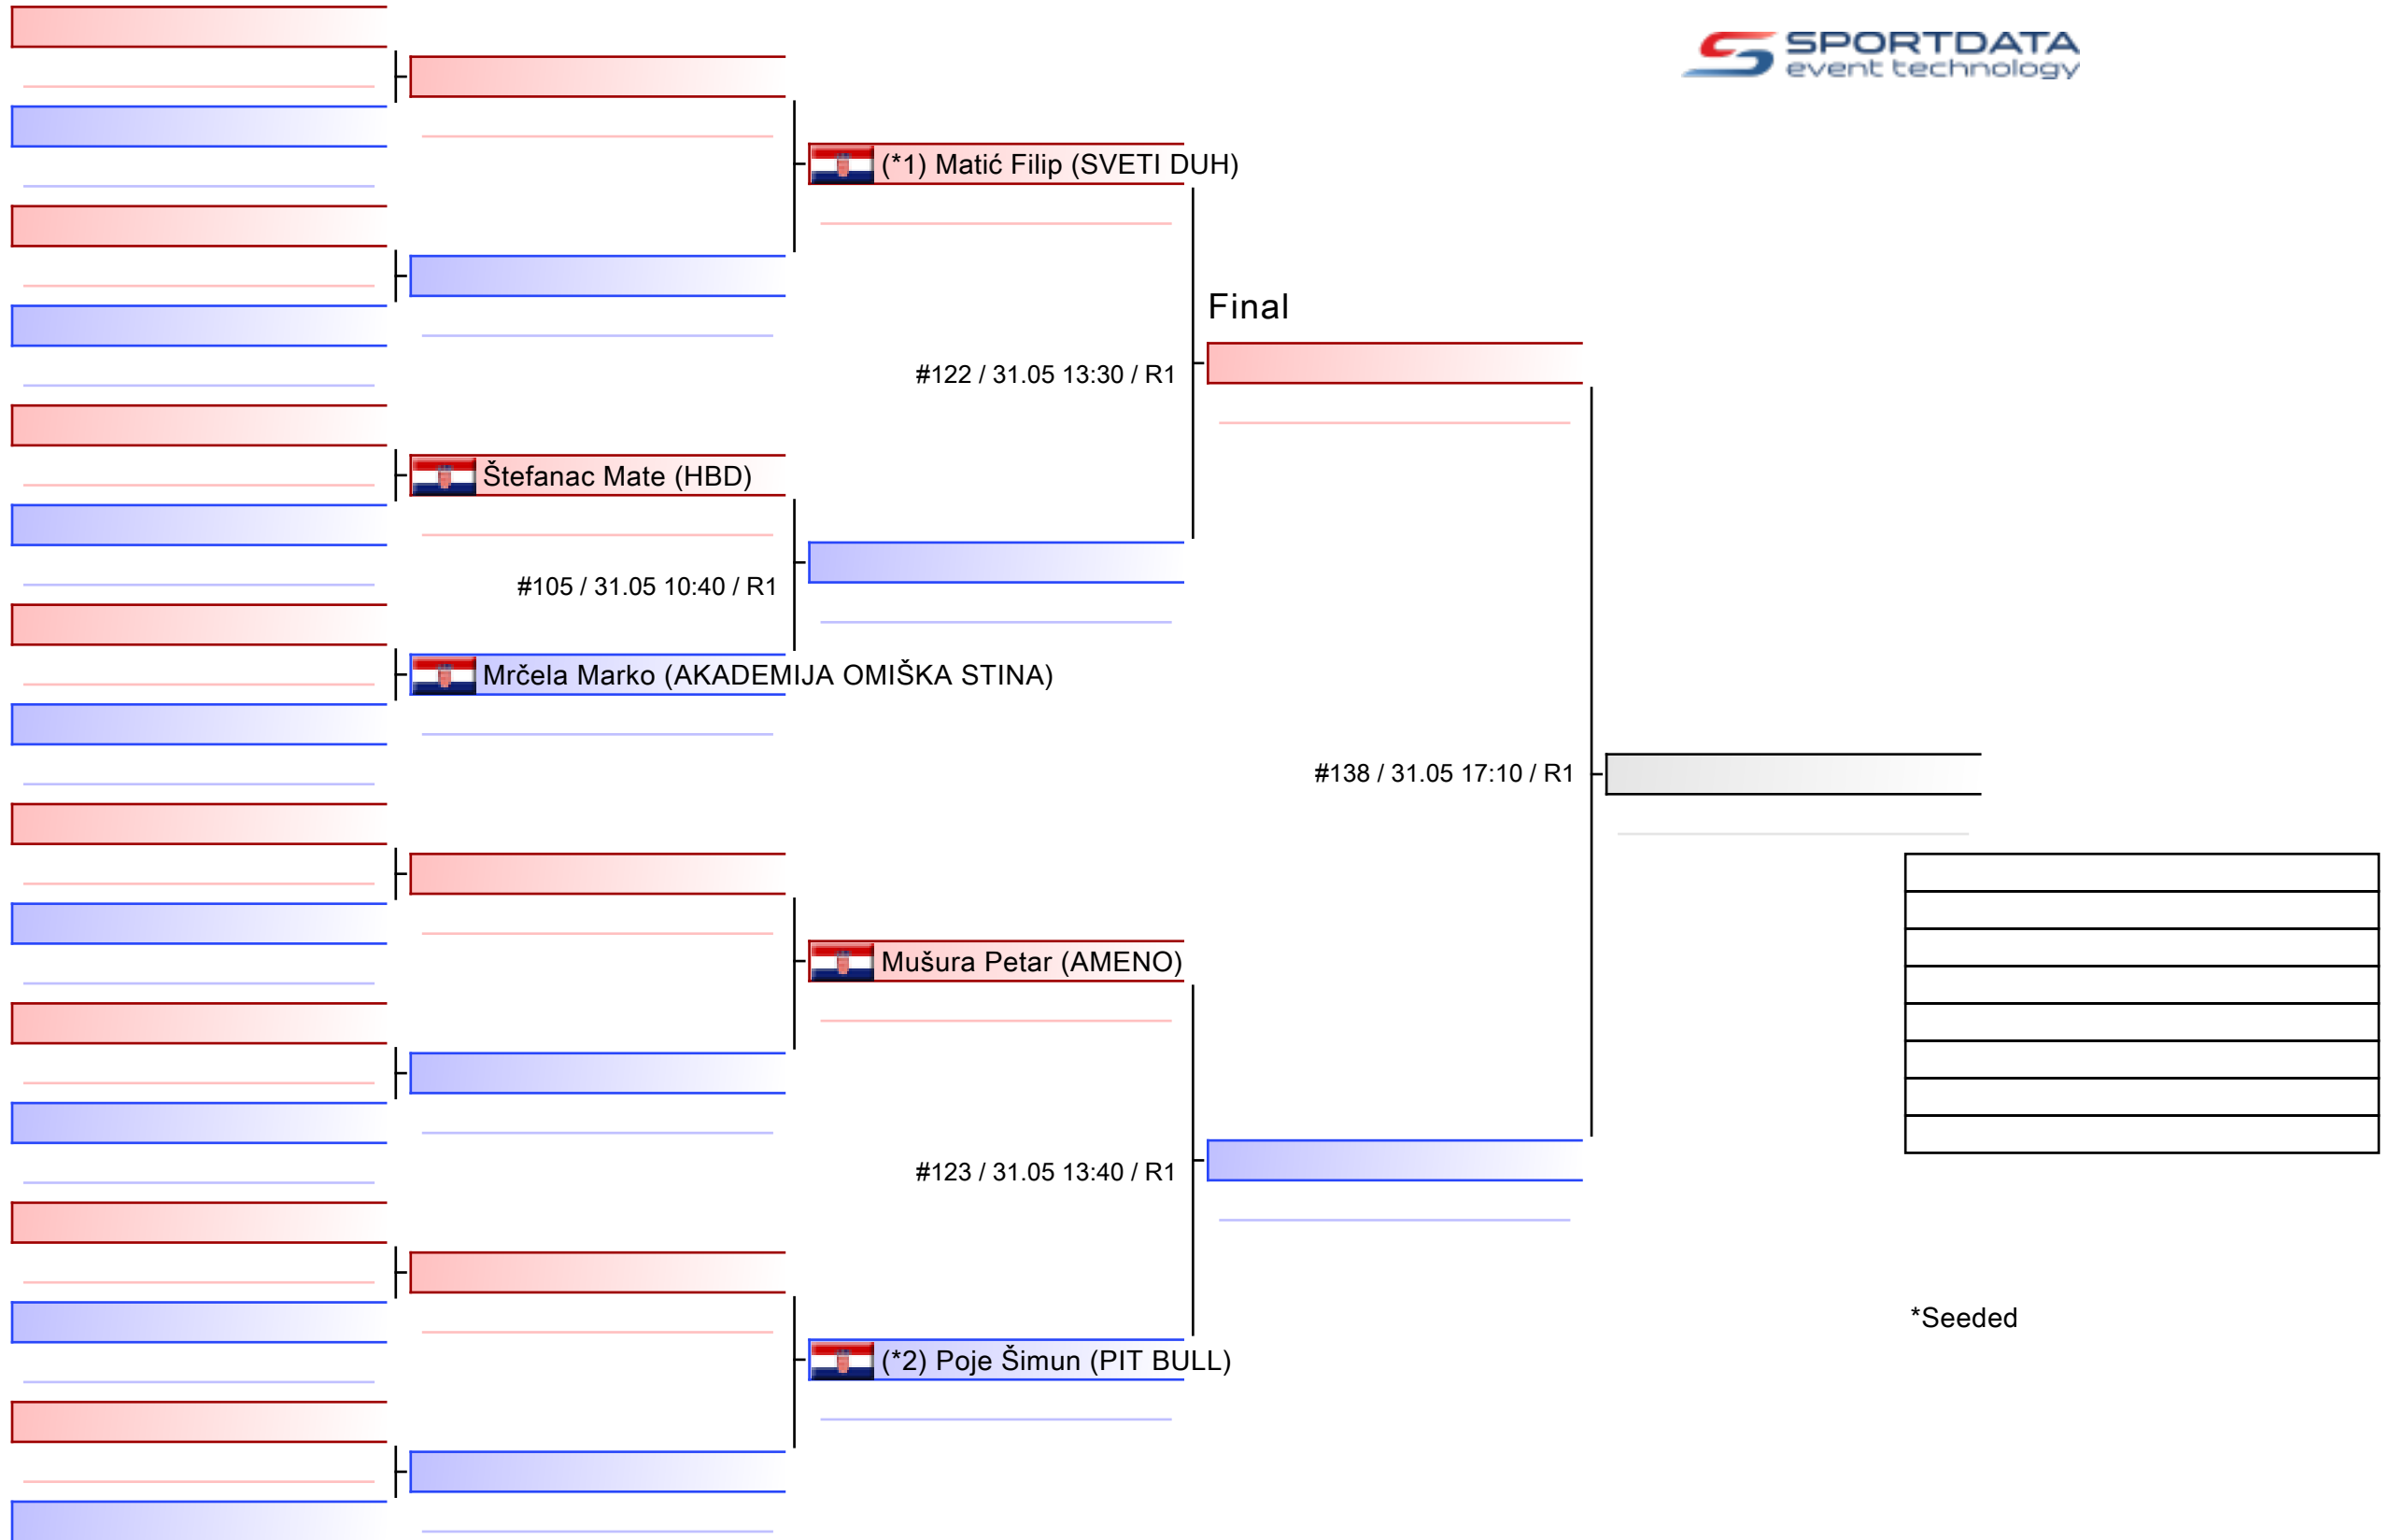 SPORTDATA
event technology
(*1) Matić Filip (SVETI DUH)
Final
#122 / 31.05 13:30 / R1
Štefanac Mate (HBD)
#105 / 31.05 10:40 / R1
Mrčela Marko (AKADEMIJA OMIŠKA STINA)
#138 / 31.05 17:10 / R1
Mušura Petar (AMENO)
#123 / 31.05 13:40 / R1
*Seeded
(*2) Poje Šimun (PIT BULL)